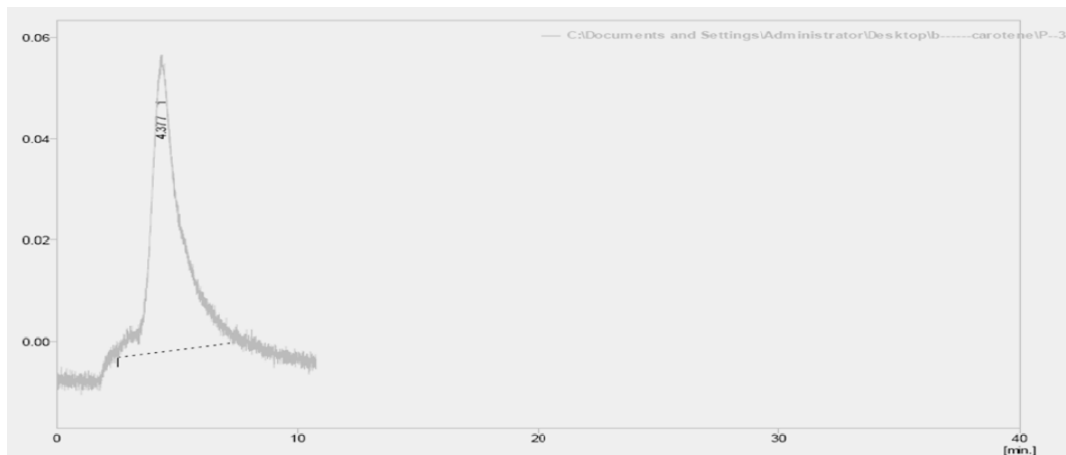 C:\Documents and Settings\Administrator\Desktop\b------carotene\P--3
0.06
0.04
0.02
0.00
4.377 1
0 10 20 30 40
[min.]